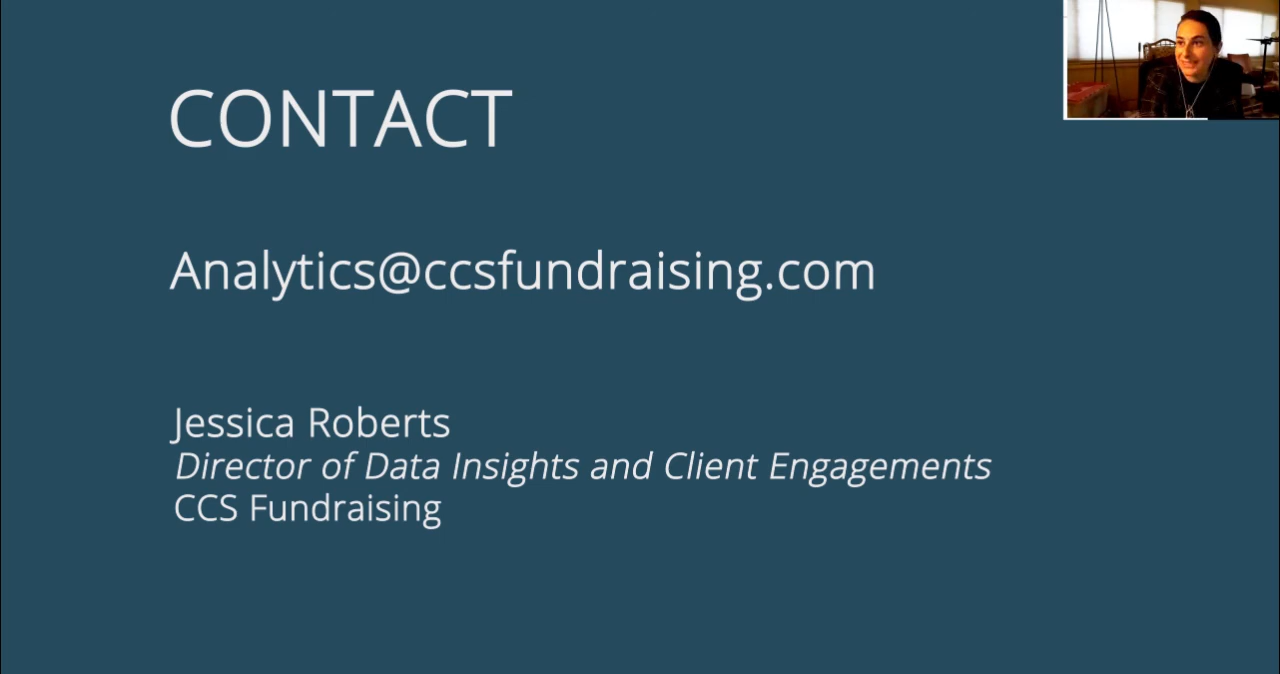 CONTACT
Analytics@ccsfundraising.com
Jessica Roberts
Director of Data Insights and Client Engagements
CCS Fundraising